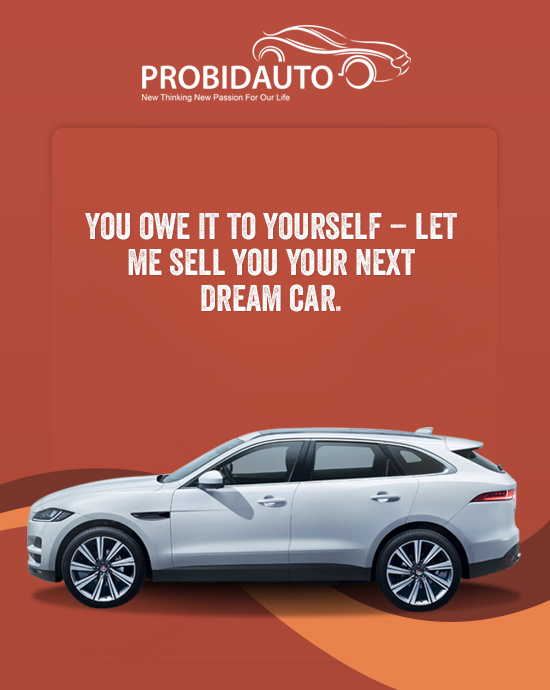 PROBIDAUTO
New Thinking New Passion For Our Life
YOU OWE IT TO YOURSELF – LET
ME SELL YOU YOUR NEXT
DREAM CAR.